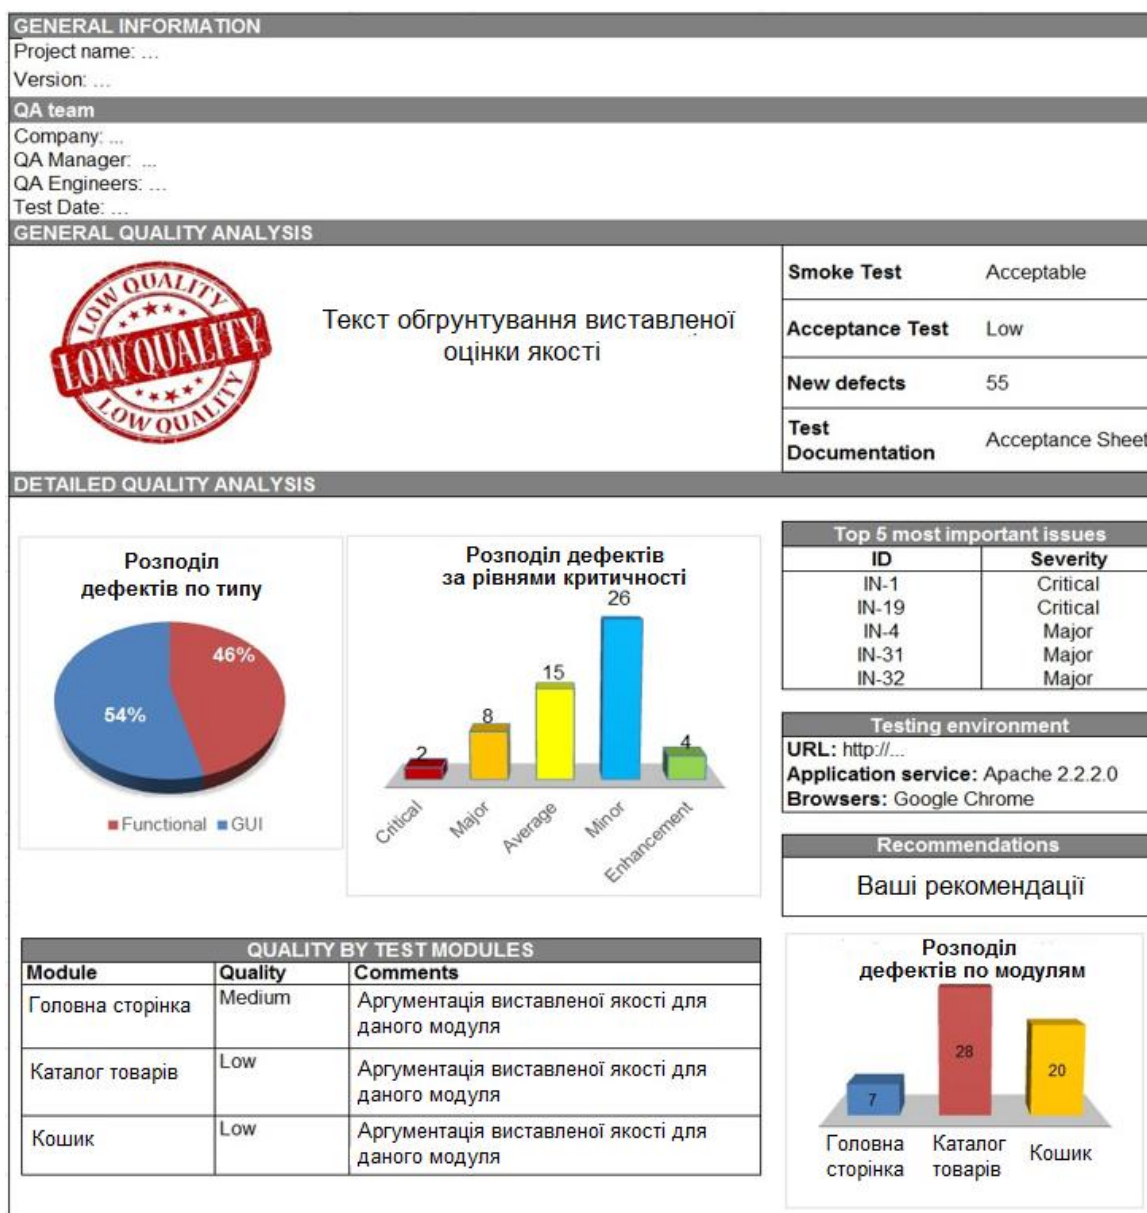 GENERAL INFORMATION
Project name: ...
Version: ...
QA team
Company: ...
QA Manager: ...
QA Engineers: ...
Test Date: ...
GENERAL QUALITY ANALYSIS
LOW QUALITY
LOW QUALITY
LOW QUALITY
Текст обгрунтування виставленої
оцінки якості
Smoke Test Acceptable
Acceptance Test Low
New defects 55
Test
Documentation Acceptance Sheet
DETAILED QUALITY ANALYSIS
Розподіл
дефектів по типу
46%
54%
Functional GUI
Розподіл дефектів
за рівнями критичності
26
15
8
2
4
Critical Major Average Minor Enhancement
Top 5 most important issues
ID Severity
IN-1 Critical
IN-19 Critical
IN-4 Major
IN-31 Major
IN-32 Major
Testing environment
URL: http://...
Application service: Apache 2.2.2.0
Browsers: Google Chrome
Recommendations
Ваші рекомендації
QUALITY BY TEST MODULES
Module Quality Comments
Головна сторінка Medium Аргументація виставленої якості для
даного модуля
Каталог товарів Low Аргументація виставленої якості для
даного модуля
Кошик Low Аргументація виставленої якості для
даного модуля
Розподіл
дефектів по модулям
28
20
7
Головна
сторінка
Каталог
товарів
Кошик